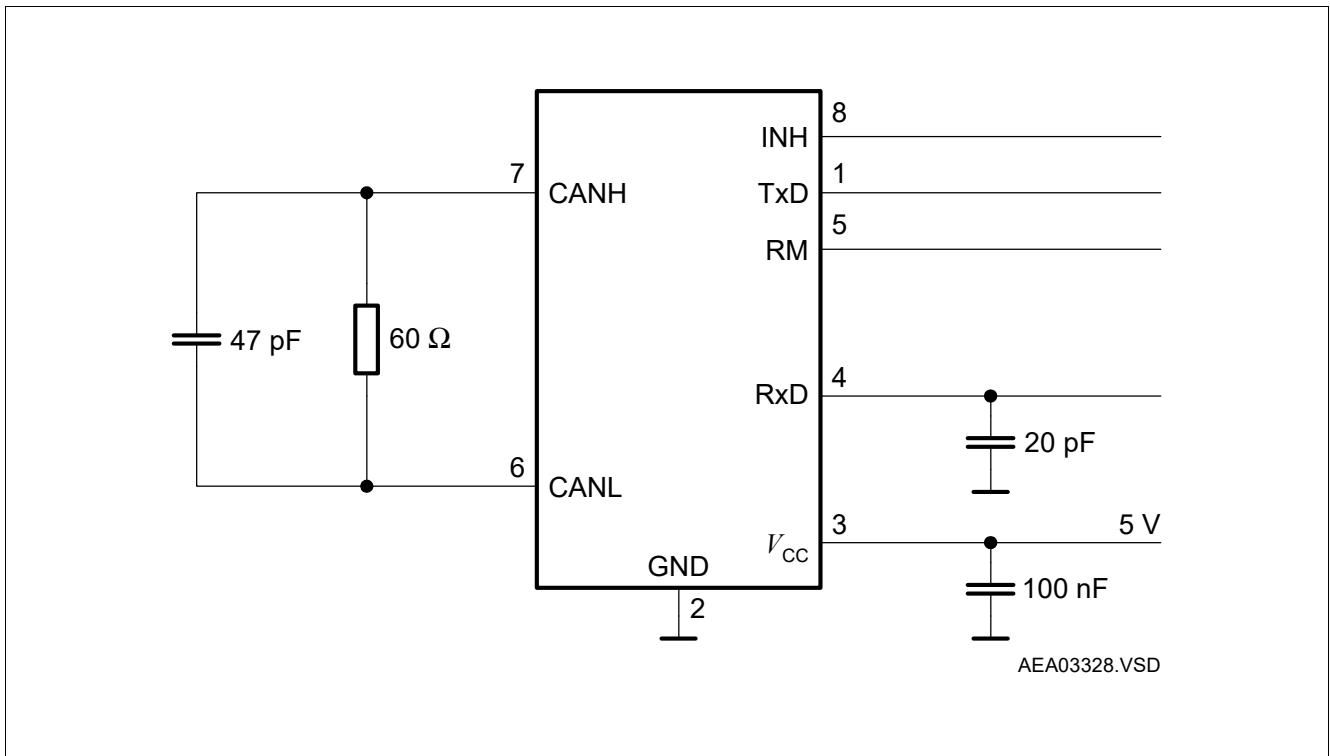 8
INH
7
1
CANH
TxD
5
RM
47 pF
60 Ω
4
RxD
20 pF
6
CANL
3
5 V
VCC
GND
100 nF
2
AEA03328.VSD